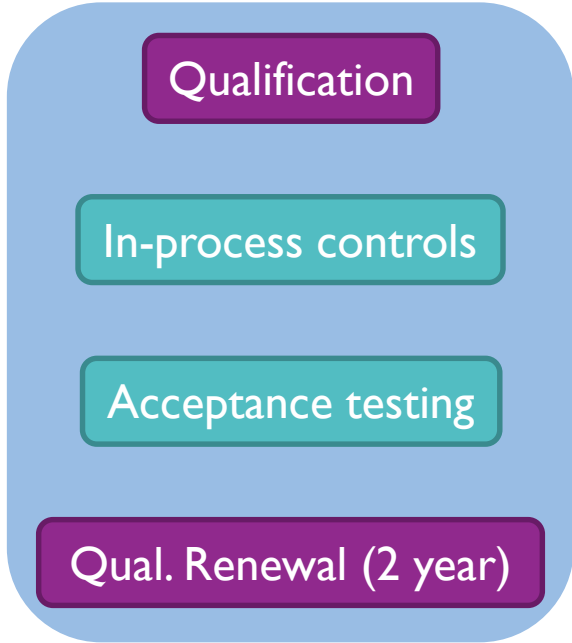 Qualification
In-process controls
Acceptance testing
Qual. Renewal (2 year)